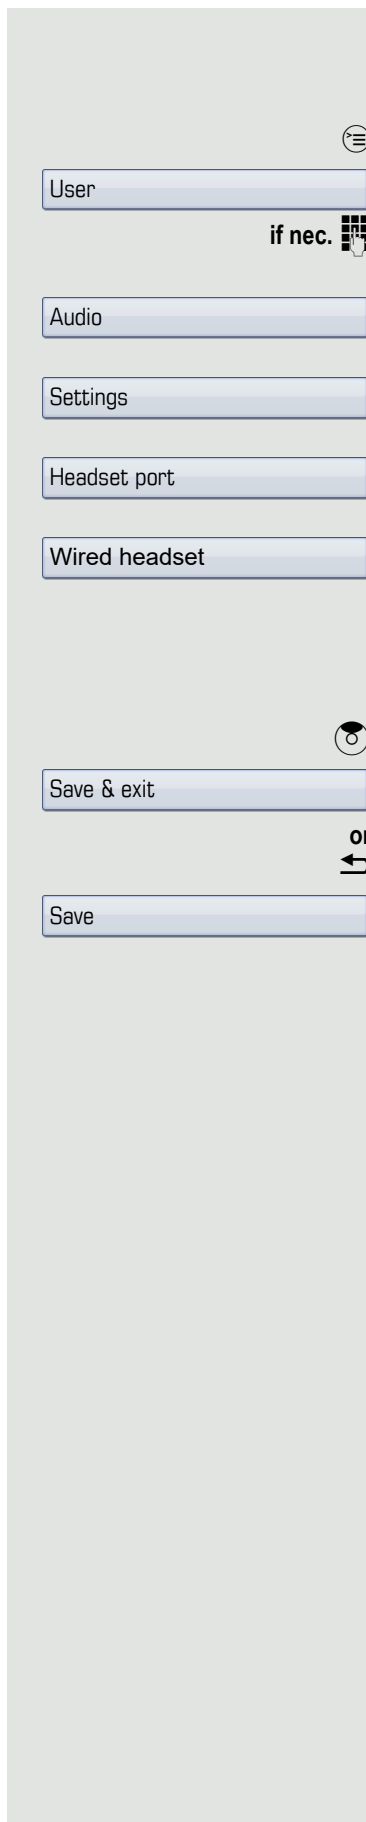 User
if nec.
Audio
Settings
Headset port
Wired headset
Save & exit
or
Save